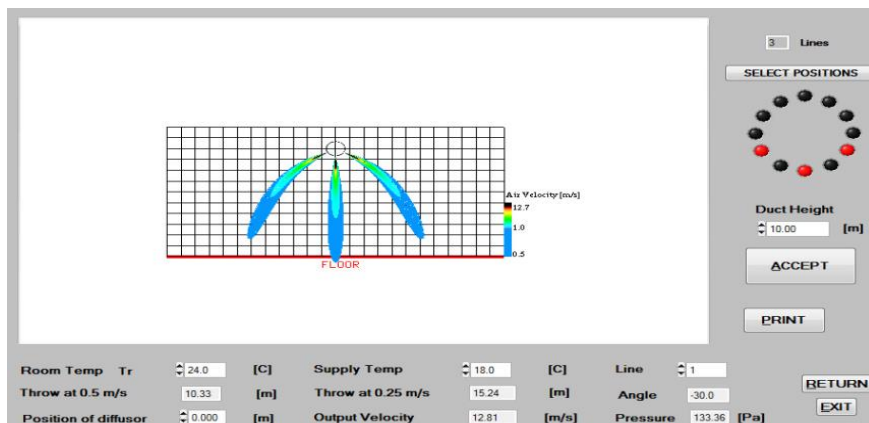 3 Lines
SELECT POSITIONS
Air Velocity [m/s]
12.7
1.0
0.5
FLOOR
Duct Height
10.00 [m]
ACCEPT
PRINT
Room Temp Tr 24.0 [C] Supply Temp 18.0 [C] Line 1
Throw at 0.5 m/s 10.33 [m] Throw at 0.25 m/s 15.24 [m] Angle -30.0
RETURN
Position of diffusor 0.000 [m] Output Velocity 12.81 [m/s] Pressure 133.36 [Pa]
EXIT